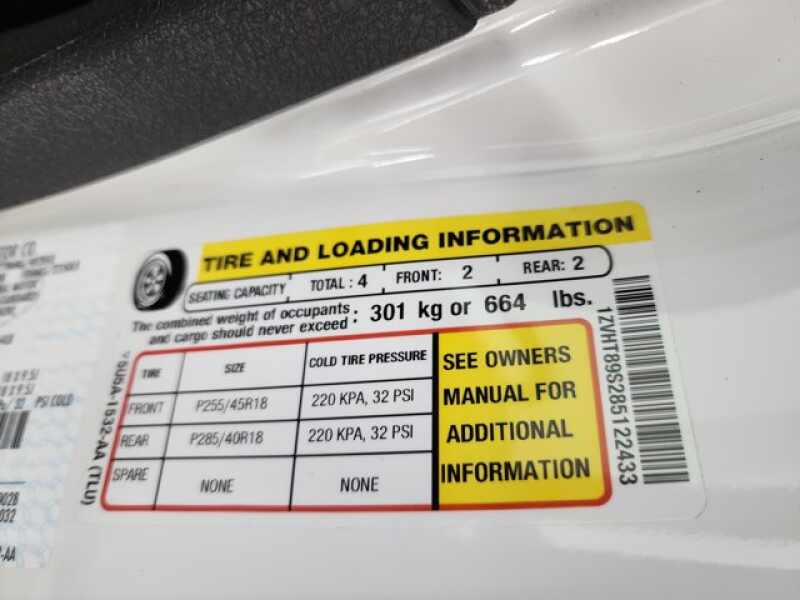 TIRE AND LOADING INFORMATION
SEATING CAPACITY TOTAL : 4 FRONT: 2 REAR: 2
The combined weight of occupants and cargo should never exceed : 301 kg or 664 lbs.
TIRE SIZE COLD TIRE PRESSURE
FRONT P255/45R18 220 KPA, 32 PSI
REAR P285/40R18 220 KPA, 32 PSI
SPARE NONE NONE
SEE OWNERS
MANUAL FOR
ADDITIONAL
INFORMATION
1ZVHT89S285122433
(TLU)
CO.
PSI COLD
-AA